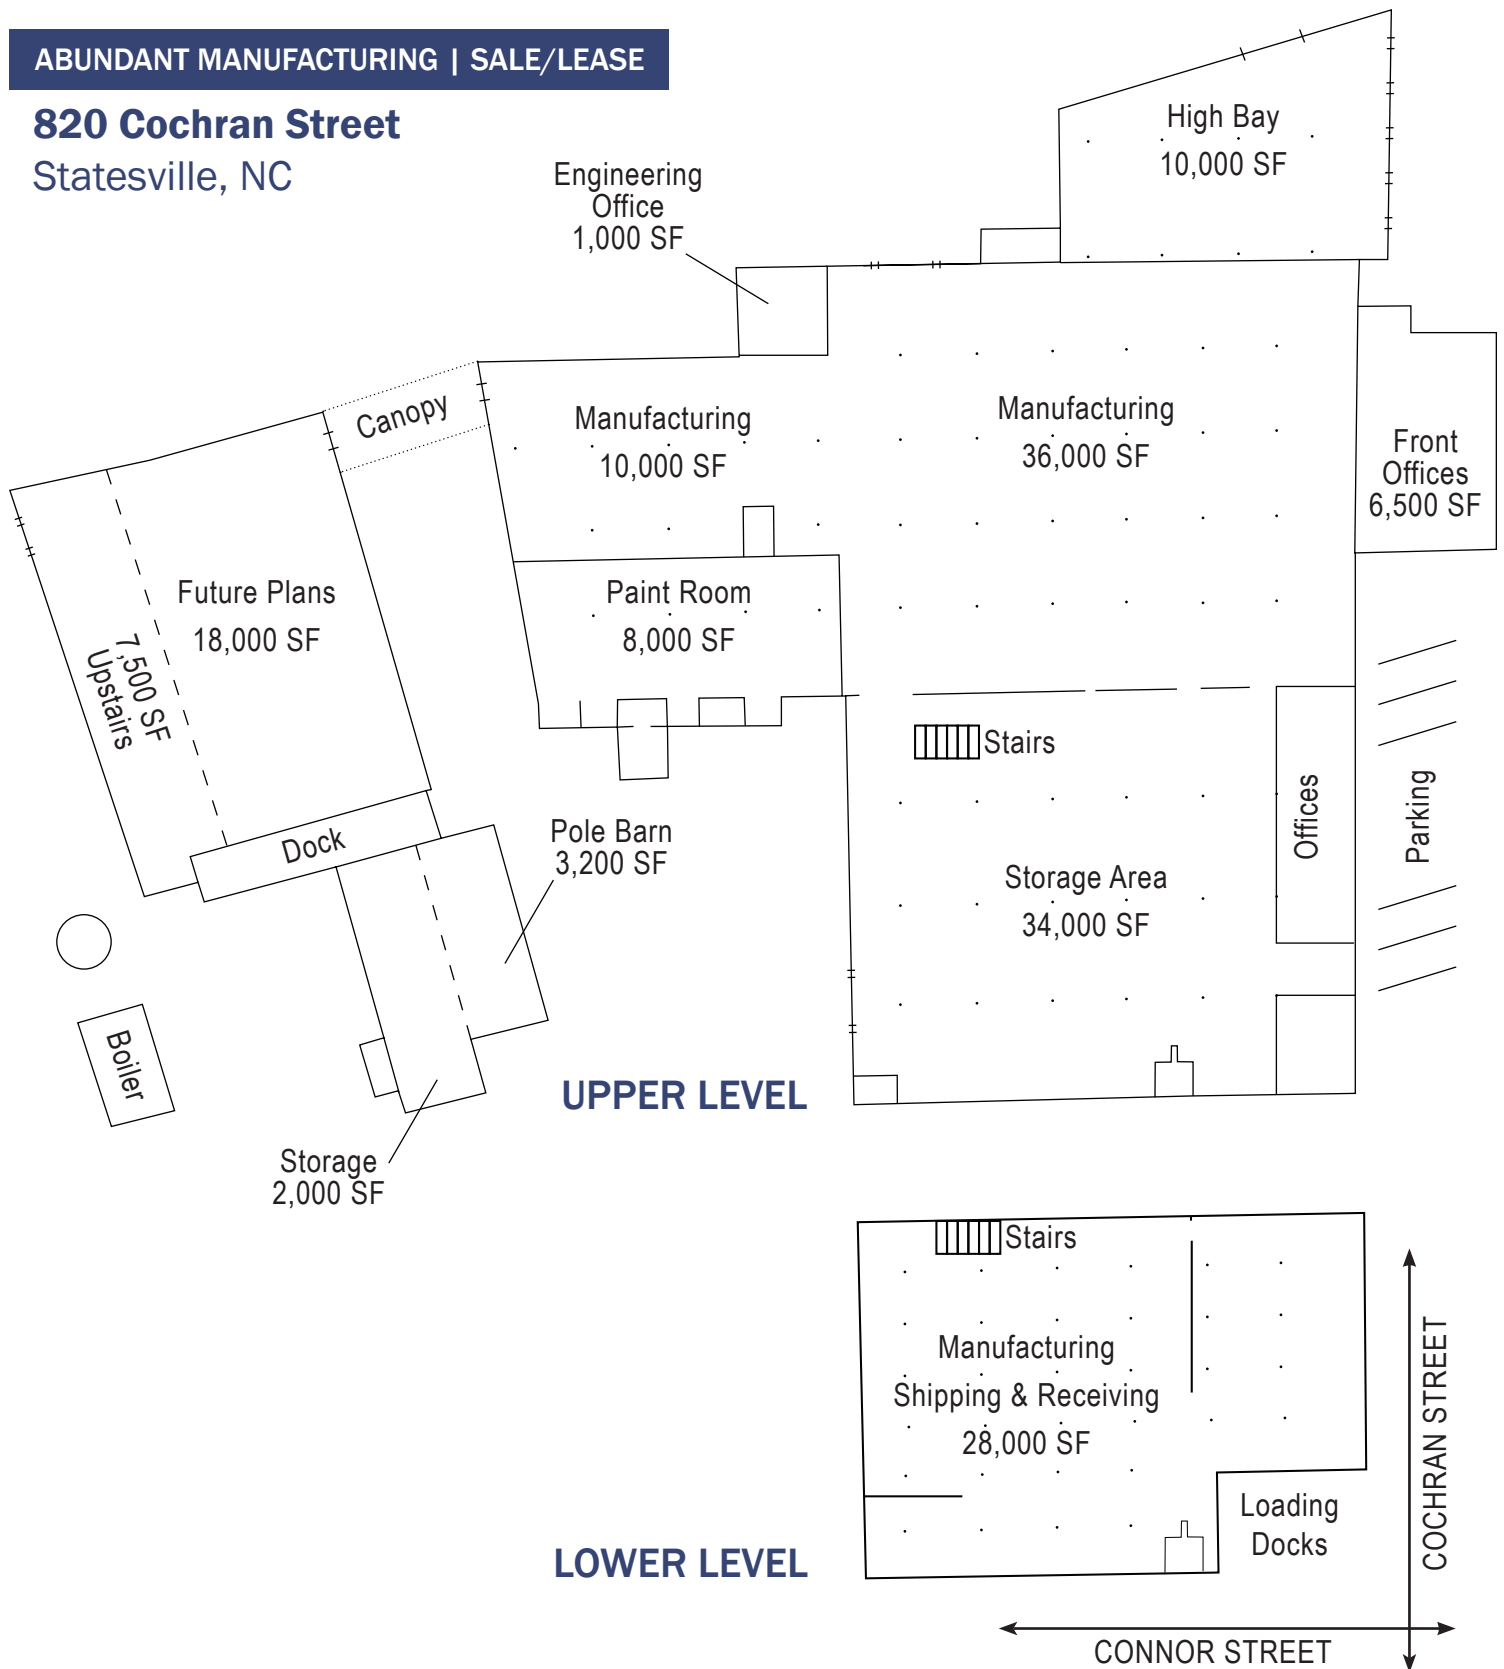 ABUNDANT MANUFACTURING | SALE/LEASE
820 Cochran Street
Statesville, NC
High Bay
10,000 SF
Engineering
Office
1,000 SF
Canopy
Manufacturing
10,000 SF
Manufacturing
36,000 SF
Front
Offices
6,500 SF
Future Plans
18,000 SF
7,500 SF
Upstairs
Paint Room
8,000 SF
Stairs
Offices
Parking
Dock
Pole Barn
3,200 SF
Storage Area
34,000 SF
Boiler
UPPER LEVEL
Storage
2,000 SF
Stairs
Manufacturing
Shipping & Receiving
28,000 SF
Loading
Docks
COCHRAN STREET
LOWER LEVEL
CONNOR STREET